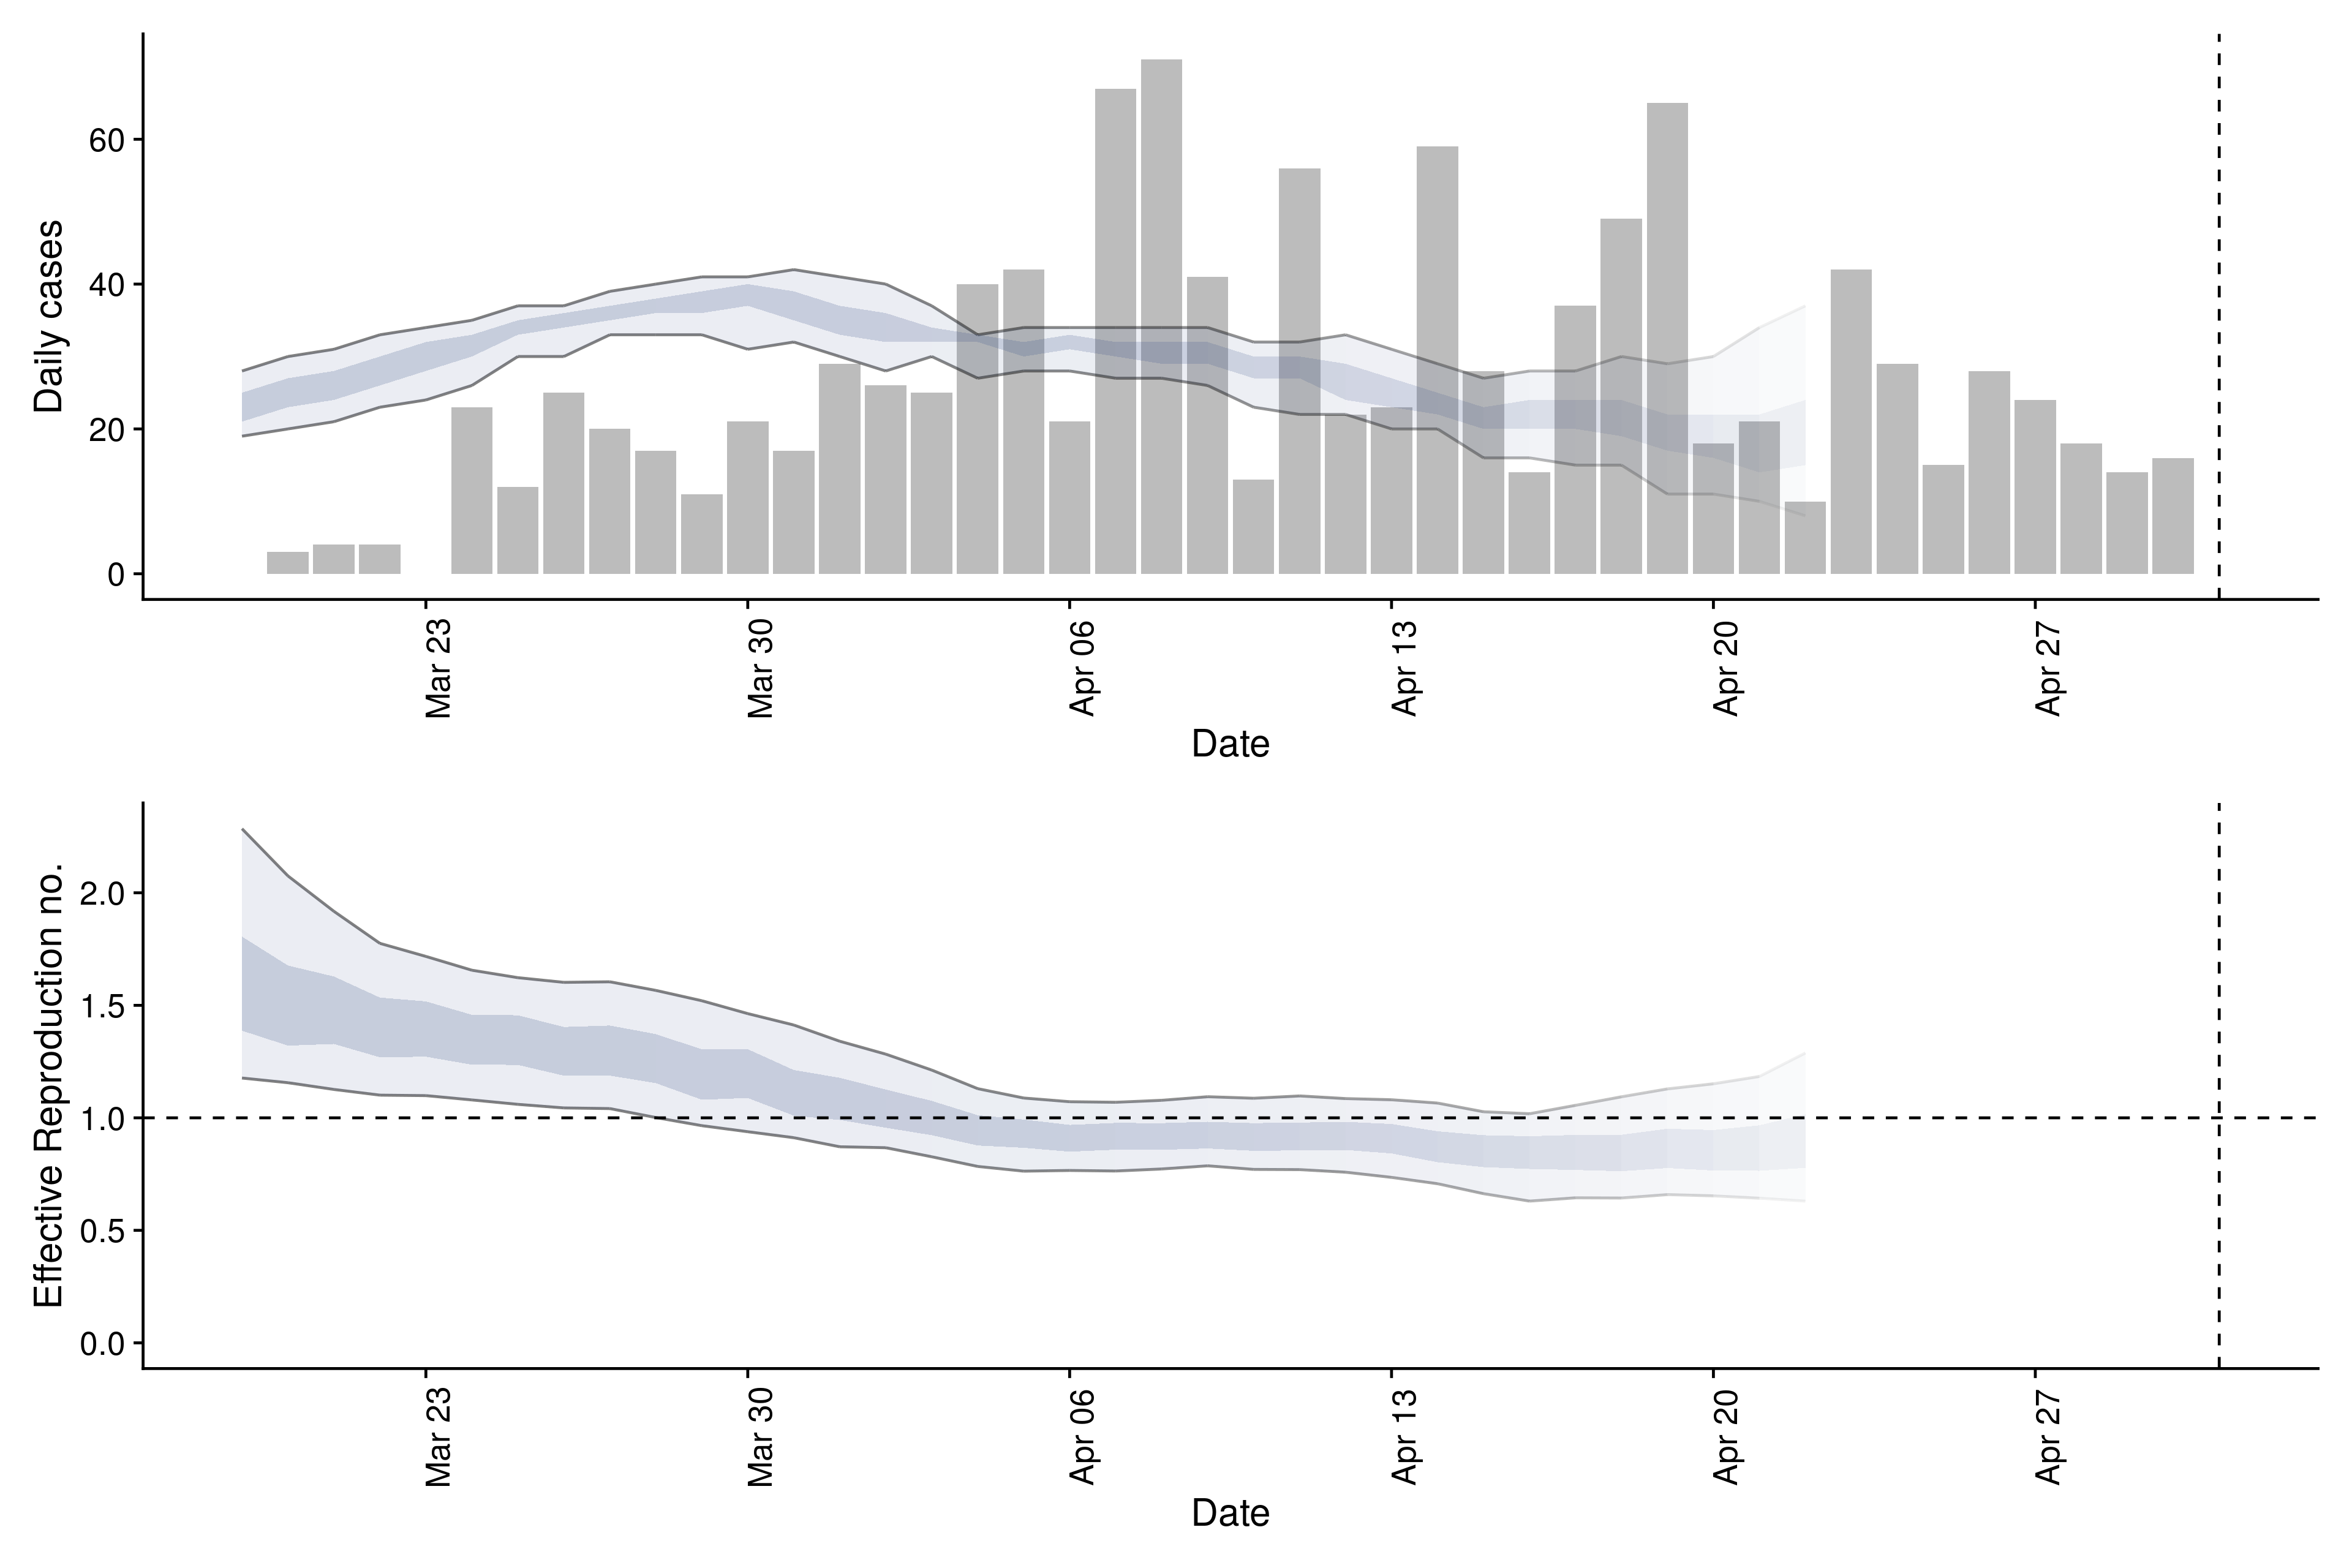 Daily cases
60
40
20
0
Mar 23
Mar 30
Apr 06
Apr 13
Apr 20
Apr 27
Date
Effective Reproduction no.
2.0
1.5
1.0
0.5
0.0
Mar 23
Mar 30
Apr 06
Apr 13
Apr 20
Apr 27
Date